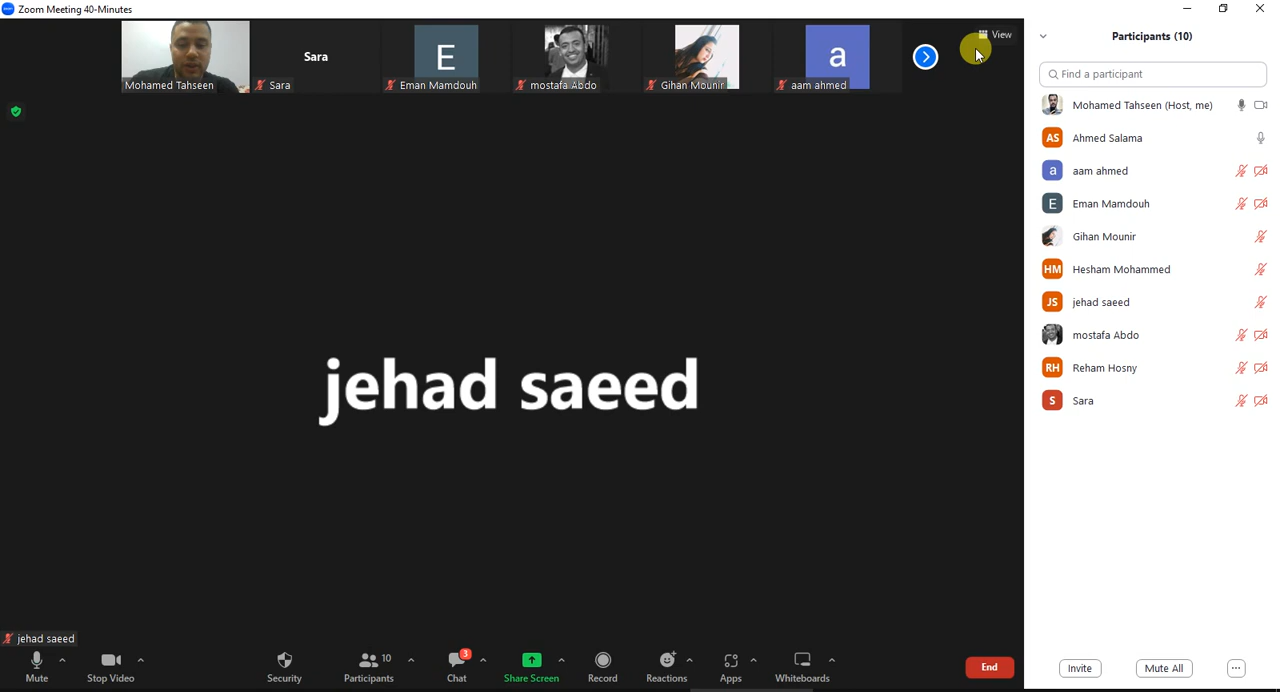 Zoom Meeting 40-Minutes
Mohamed Tahseen
Sara
Sara
E
Eman Mamdouh
mostafa Abdo
Gihan Mounir
a
aam ahmed
View
jehad saeed
jehad saeed
Mute
Stop Video
Security
10
Participants
3
Chat
Share Screen
Record
Reactions
Apps
Whiteboards
End
Participants (10)
Find a participant
Mohamed Tahseen (Host, me)
AS Ahmed Salama
a aam ahmed
E Eman Mamdouh
Gihan Mounir
HM Hesham Mohammed
JS jehad saeed
mostafa Abdo
RH Reham Hosny
S Sara
Invite
Mute All
...